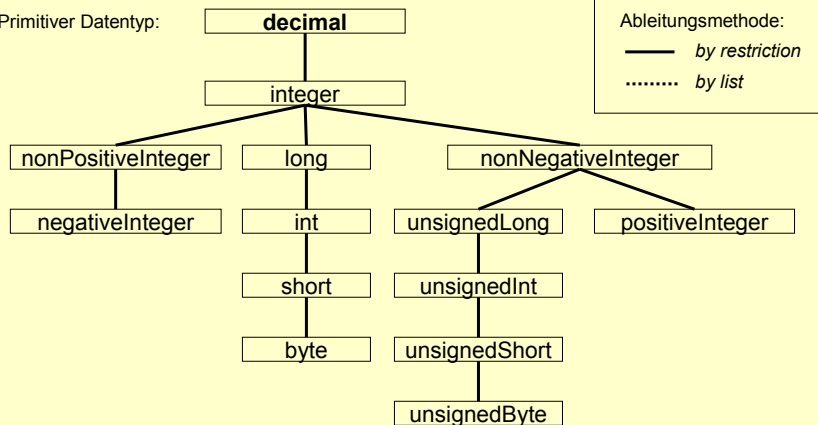 Primitiver Datentyp:
decimal
Ableitungsmethode:
by restriction
by list
integer
nonPositiveInteger
long
nonNegativeInteger
negativeInteger
int
unsignedLong
positiveInteger
short
unsignedInt
byte
unsignedShort
unsignedByte